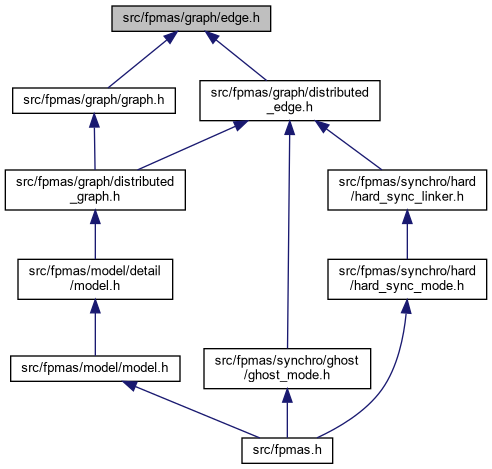 src/fpmas/graph/edge.h
src/fpmas/graph/graph.h
src/fpmas/graph/distributed
_edge.h
src/fpmas/graph/distributed
_graph.h
src/fpmas/synchro/hard
/hard_sync_linker.h
src/fpmas/model/detail
/model.h
src/fpmas/synchro/hard
/hard_sync_mode.h
src/fpmas/model/model.h
src/fpmas/synchro/ghost
/ghost_mode.h
src/fpmas.h